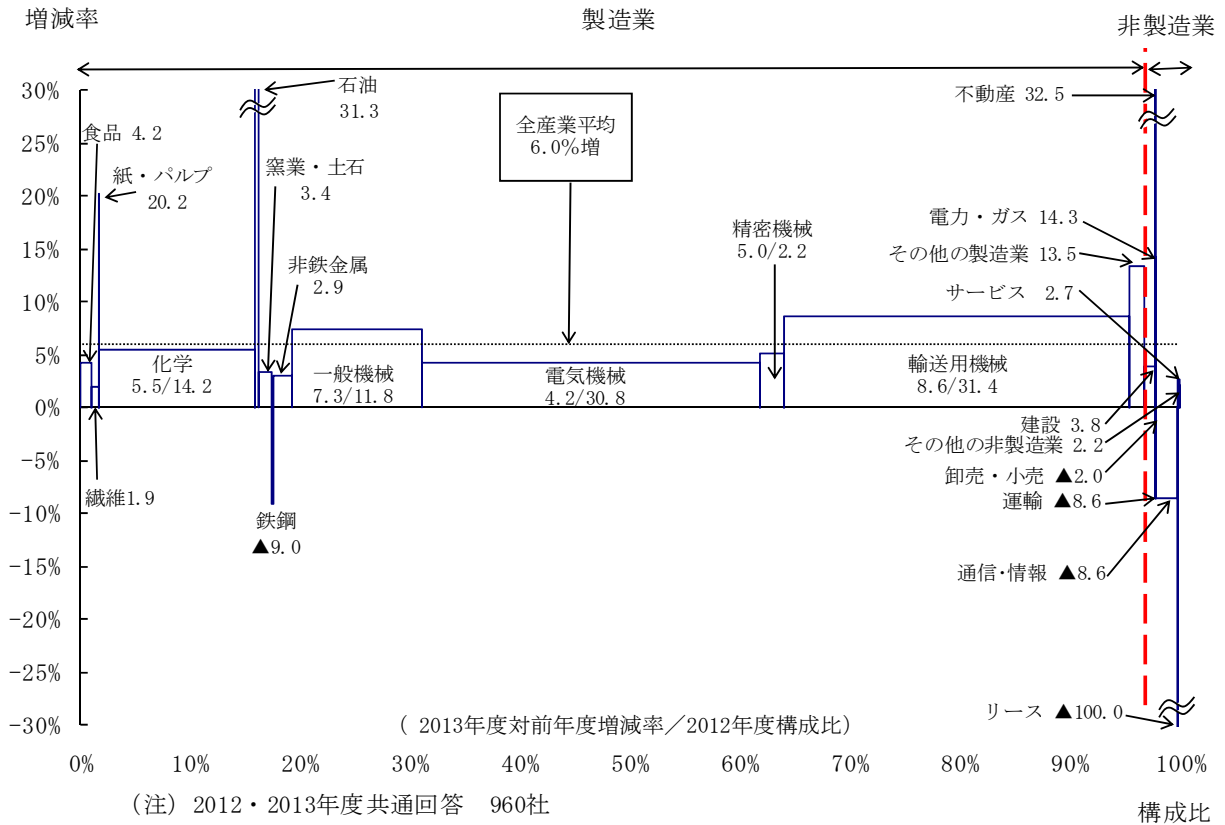 増減率
製造業
非製造業
30%
25%
20%
15%
10%
5%
0%
-5%
-10%
-15%
-20%
-25%
-30%
石油
31.3
食品 4.2
紙・パルプ
20.2
窯業・土石
3.4
非鉄金属
2.9
全産業平均
6.0%増
精密機械
5.0/2.2
不動産 32.5
電力・ガス 14.3
その他の製造業 13.5
サービス 2.7
化学
5.5/14.2
一般機械
7.3/11.8
電気機械
4.2/30.8
輸送用機械
8.6/31.4
建設 3.8
その他の非製造業 2.2
卸売・小売 ▲2.0
運輸 ▲8.6
通信・情報 ▲8.6
リース ▲100.0
繊維1.9
鉄鋼
▲9.0
( 2013年度対前年度増減率／2012年度構成比)
0% 10% 20% 30% 40% 50% 60% 70% 80% 90% 100%
(注) 2012・2013年度共通回答 960社
構成比